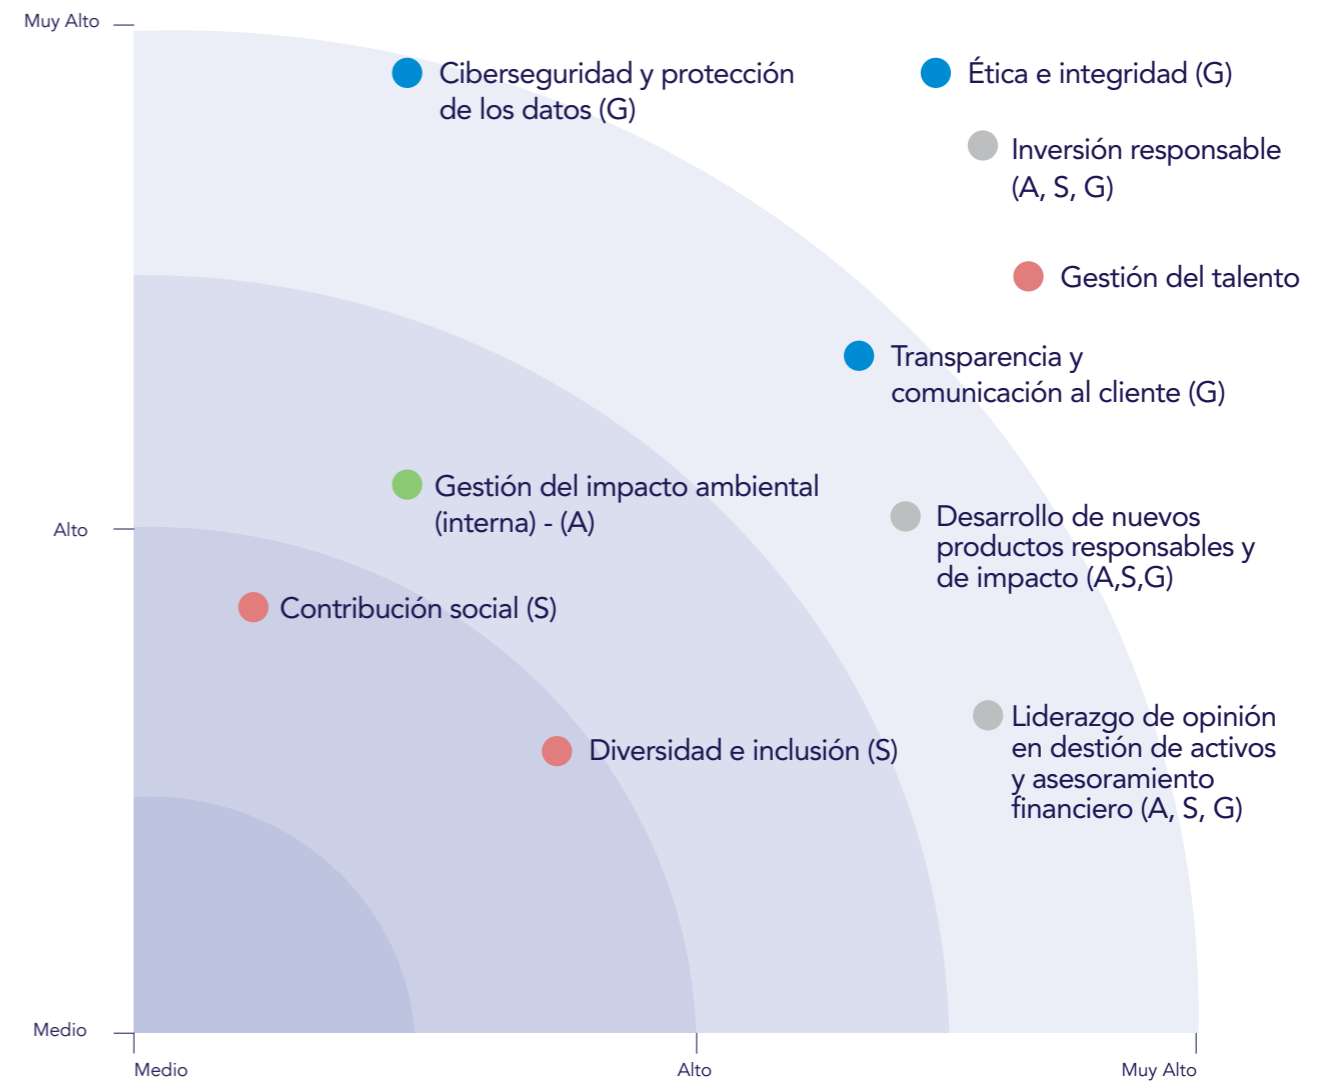 Muy Alto
Ciberseguridad y protección
de los datos (G)
Ética e integridad (G)
Inversión responsable
(A, S, G)
Gestión del talento
Transparencia y
comunicación al cliente (G)
Gestión del impacto ambiental
(interna) - (A)
Alto
Desarrollo de nuevos
productos responsables y
de impacto (A,S,G)
Contribución social (S)
Diversidad e inclusión (S)
Liderazgo de opinión
en destión de activos
y asesoramiento
financiero (A, S, G)
Medio
Medio
Alto
Muy Alto